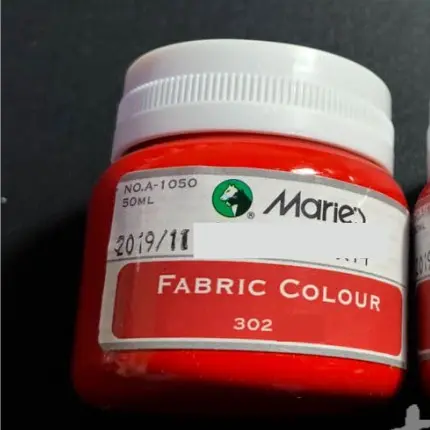 NO.A-1050
50ML
Marie's
2019/11
FABRIC COLOUR
302